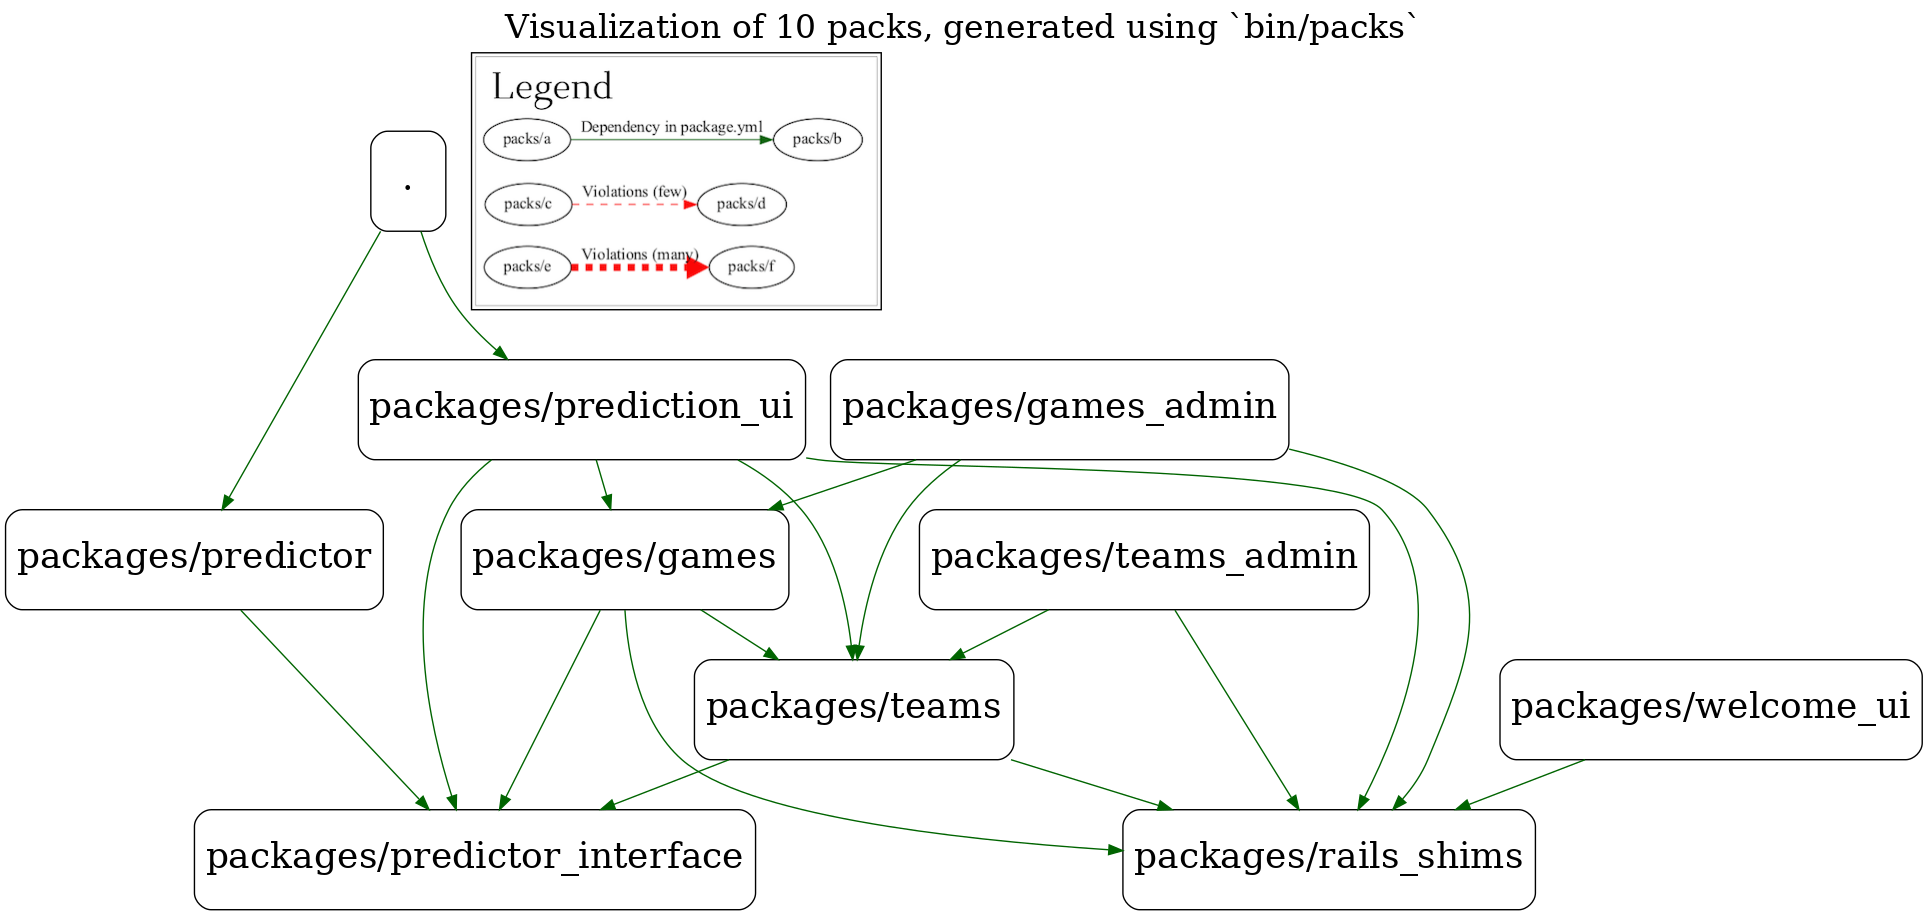 Visualization of 10 packs, generated using `bin/packs`
Legend
packs/a
Dependency in package.yml
packs/b
packs/c
Violations (few)
packs/d
packs/e
Violations (many)
packs/f
.
packages/prediction_ui
packages/games_admin
packages/predictor
packages/games
packages/teams_admin
packages/teams
packages/welcome_ui
packages/predictor_interface
packages/rails_shims